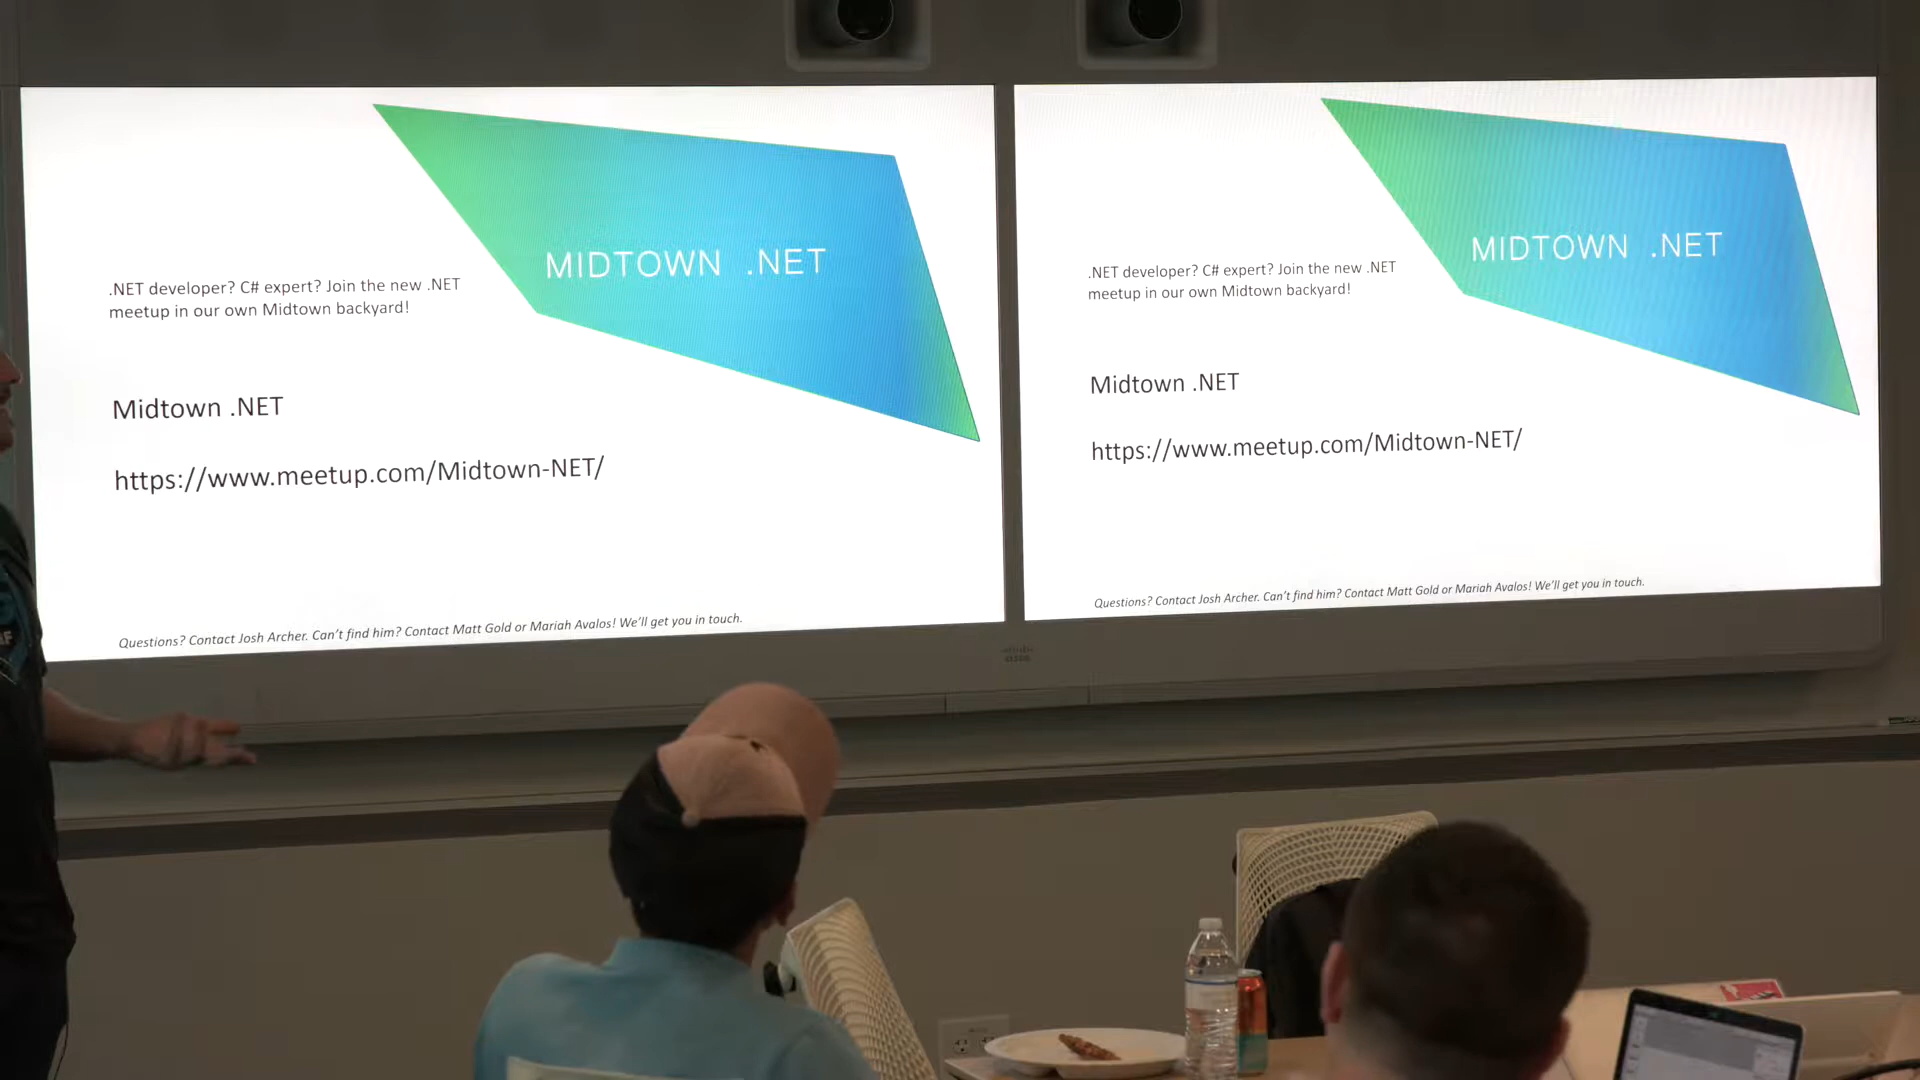 MIDTOWN .NET
.NET developer? C# expert? Join the new .NET
meetup in our own Midtown backyard!
Midtown .NET
https://www.meetup.com/Midtown-NET/
Questions? Contact Josh Archer. Can't find him? Contact Matt Gold or Mariah Avalos! We'll get you in touch.
MIDTOWN .NET
.NET developer? C# expert? Join the new .NET
meetup in our own Midtown backyard!
Midtown .NET
https://www.meetup.com/Midtown-NET/
Questions? Contact Josh Archer. Can't find him? Contact Matt Gold or Mariah Avalos! We'll get you in touch.
CISCO